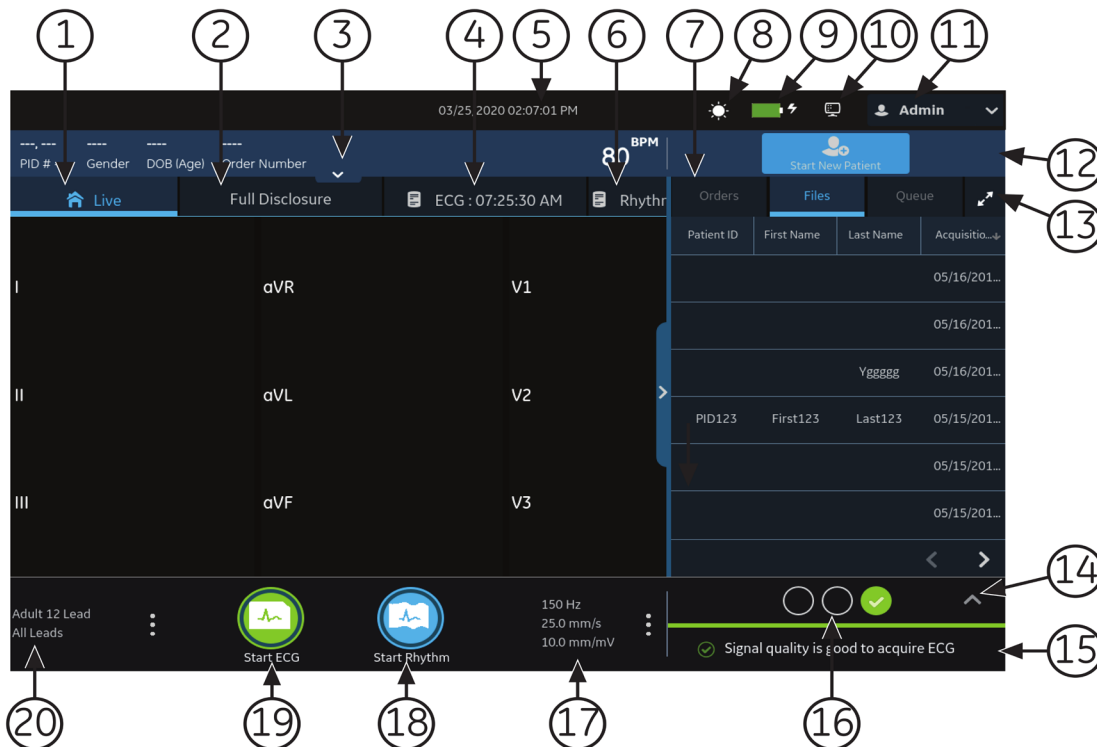 1 2 3 4 5 6 7 8 9 10 11
03/25/2020 02:07:01 PM Admin
---, --- ---- ---- ---- 80 BPM
PID # Gender DOB (Age) Order Number Start New Patient 12
Live Full Disclosure ECG : 07:25:30 AM Rhythr Orders Files Queue 13
Patient ID First Name Last Name Acquisitio...
05/16/201...
I aVR V1
05/16/201...
Yggggg 05/16/201...
II aVL V2
PID123 First123 Last123 05/15/201...
05/15/201...
III aVF V3
05/15/201...
14
Adult 12 Lead 150 Hz
All Leads 25.0 mm/s
10.0 mm/mV
Start ECG Start Rhythm Signal quality is good to acquire ECG 15
20 19 18 17 16